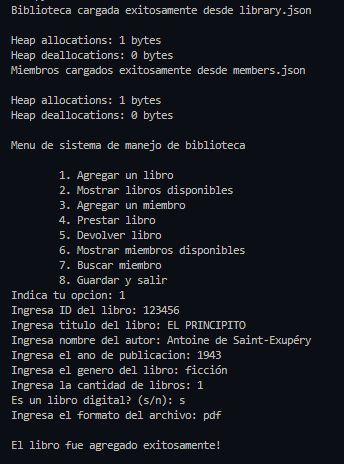 Biblioteca cargada exitosamente desde library.json
Heap allocations: 1 bytes
Heap deallocations: 0 bytes
Miembros cargados exitosamente desde members.json
Heap allocations: 1 bytes
Heap deallocations: 0 bytes
Menu de sistema de manejo de biblioteca
1. Agregar un libro
2. Mostrar libros disponibles
3. Agregar un miembro
4. Prestar libro
5. Devolver libro
6. Mostrar miembros disponibles
7. Buscar miembro
8. Guardar y salir
Indica tu opcion: 1
Ingresa ID del libro: 123456
Ingresa titulo del libro: EL PRINCIPITO
Ingresa nombre del autor: Antoine de Saint-Exupéry
Ingresa el ano de publicacion: 1943
Ingresa el genero del libro: ficción
Ingresa la cantidad de libros: 1
Es un libro digital? (s/n): s
Ingresa el formato del archivo: pdf
El libro fue agregado exitosamente!